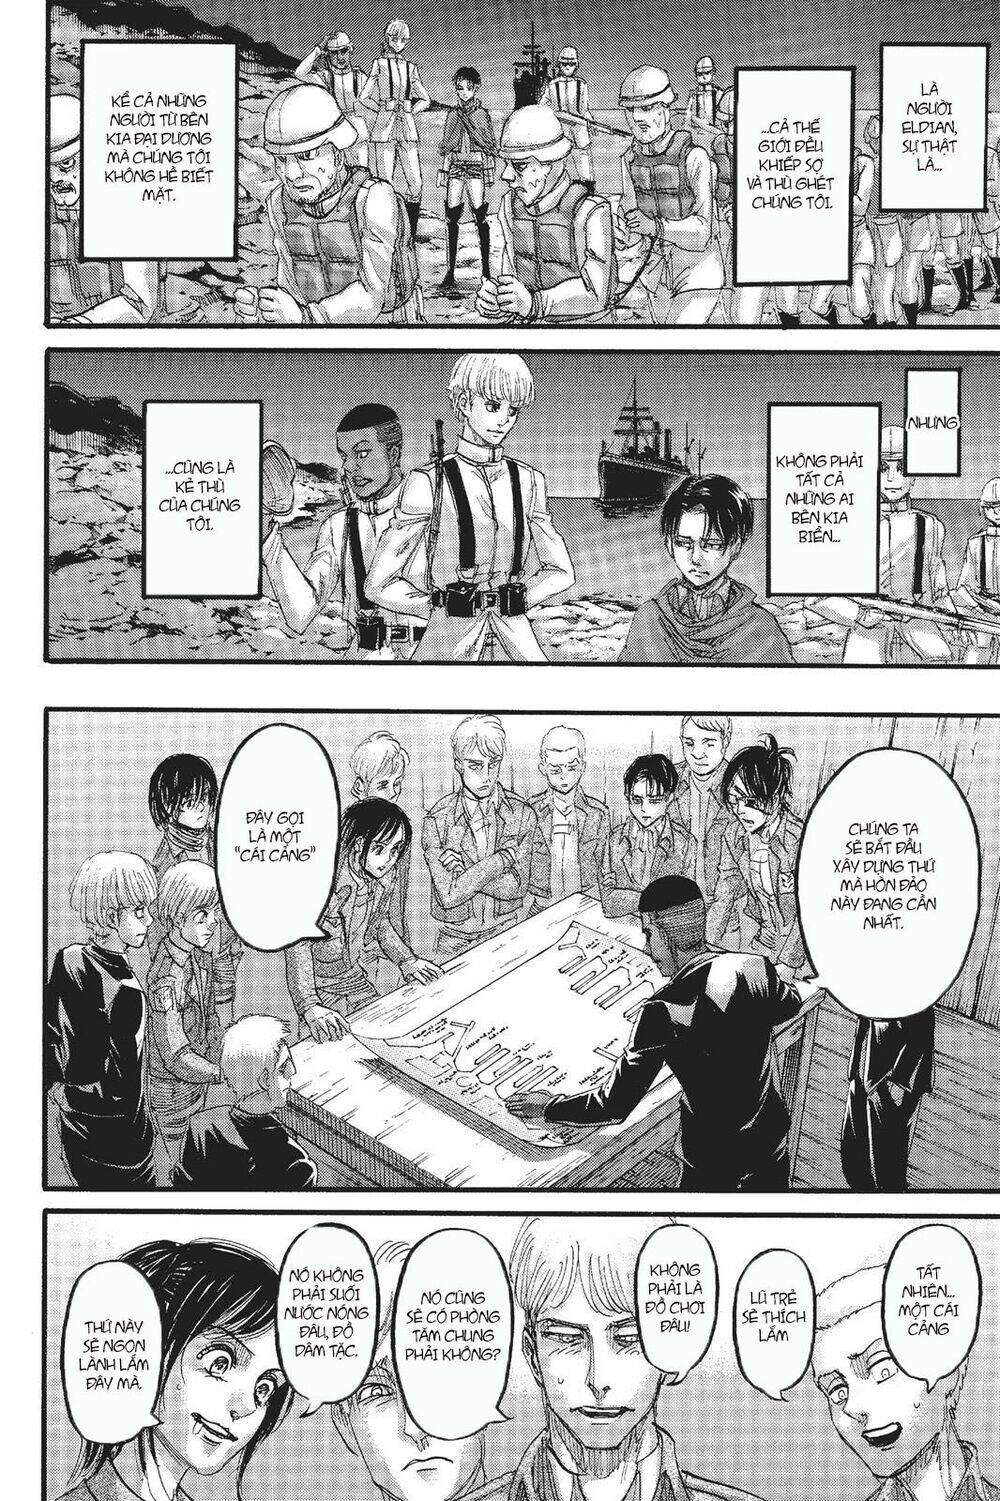 LÀ
NGƯỜI
ELDIAN,
SỰ THẬT
LÀ...
...CẢ THẾ
GIỚI ĐỀU
KHIẾP SỢ
VÀ THÙ GHÉT
CHÚNG TÔI.
KỂ CẢ NHỮNG
NGƯỜI TỪ BÊN
KIA ĐẠI DƯƠNG
MÀ CHÚNG TÔI
KHÔNG HỀ BIẾT
MẶT.
NHƯNG
KHÔNG PHẢI
TẤT CẢ
NHỮNG AI
BÊN KIA
BIỂN...
...CŨNG LÀ
KẺ THÙ
CỦA CHÚNG
TÔI.
CHÚNG TA
SẼ BẮT ĐẦU
XÂY DỰNG THỨ
MÀ HÒN ĐẢO
NÀY ĐANG CẦN
NHẤT.
ĐÂY GỌI
LÀ MỘT
"CÁI CẢNG"
TẤT
NHIÊN...
...MỘT CÁI
CẢNG
LŨ TRẺ
SẼ THÍCH
LẮM
KHÔNG
PHẢI LÀ
ĐỒ CHƠI
ĐÂU!
NÓ CŨNG
SẼ CÓ PHÒNG
TẮM CHUNG
PHẢI KHÔNG?
NÓ KHÔNG
PHẢI SUỐI
NƯỚC NÓNG
ĐÂU, ĐỒ
DÂM TẶC.
THỨ NÀY
SẼ NGON
LÀNH LẮM
ĐÂY MÀ.